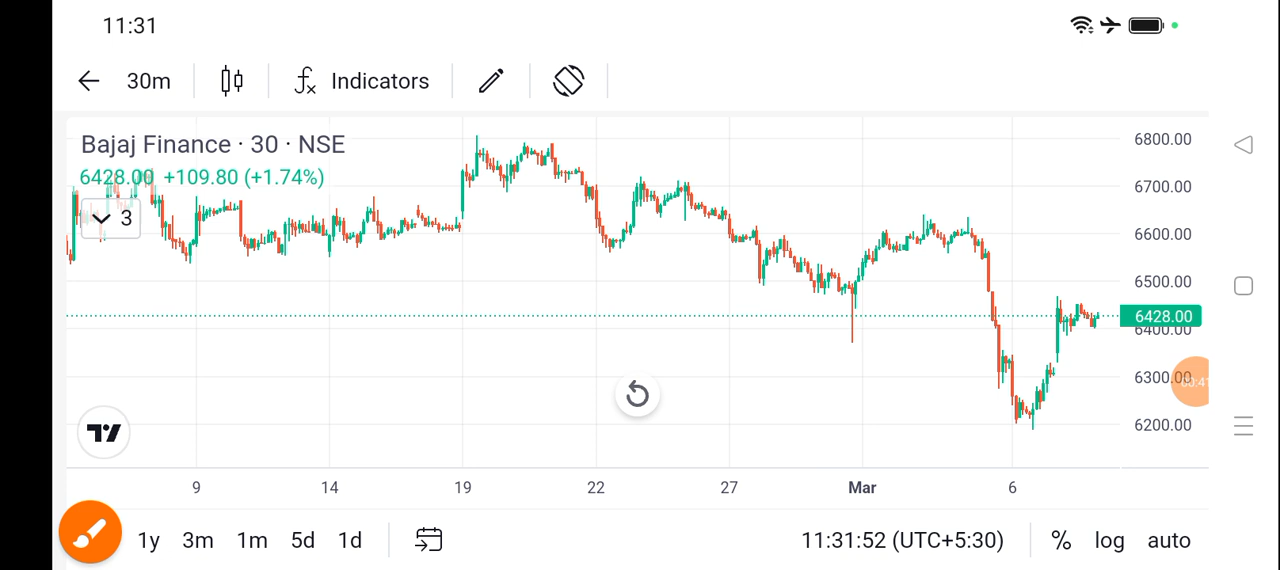 11:31
30m
Indicators
Bajaj Finance · 30 · NSE
6428.00 +109.80 (+1.74%)
3
6800.00
6700.00
6600.00
6500.00
6428.00
6400.00
6300.00
6200.00
9 14 19 22 27 Mar 6
1y 3m 1m 5d 1d
11:31:52 (UTC+5:30)
% log auto